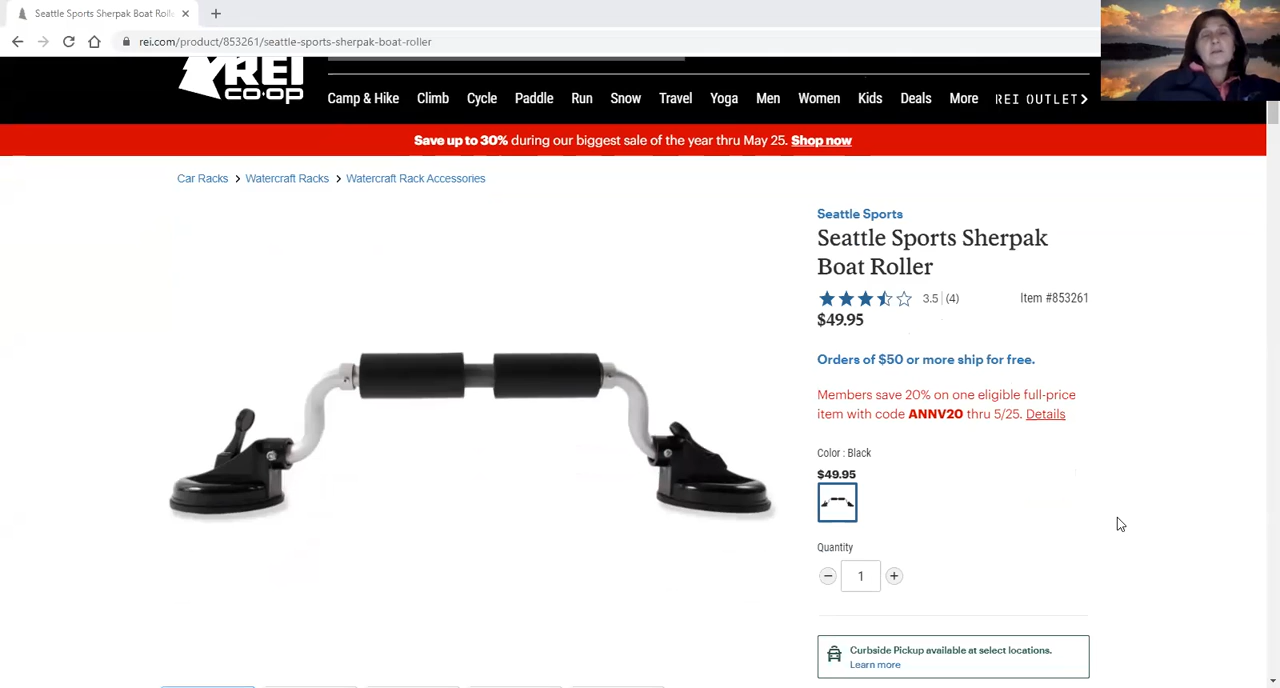 Seattle Sports Sherpak Boat Rolle
rei.com/product/853261/seattle-sports-sherpak-boat-roller
REI
co·op
Camp & Hike Climb Cycle Paddle Run Snow Travel Yoga Men Women Kids Deals More REI OUTLET
Save up to 30% during our biggest sale of the year thru May 25. Shop now
Car Racks Watercraft Racks Watercraft Rack Accessories
Seattle Sports
Seattle Sports Sherpak
Boat Roller
3.5 (4) Item #853261
$49.95
Orders of $50 or more ship for free.
Members save 20% on one eligible full-price
item with code ANNV20 thru 5/25. Details
Color : Black
$49.95
Quantity
1
Curbside Pickup available at select locations.
Learn more